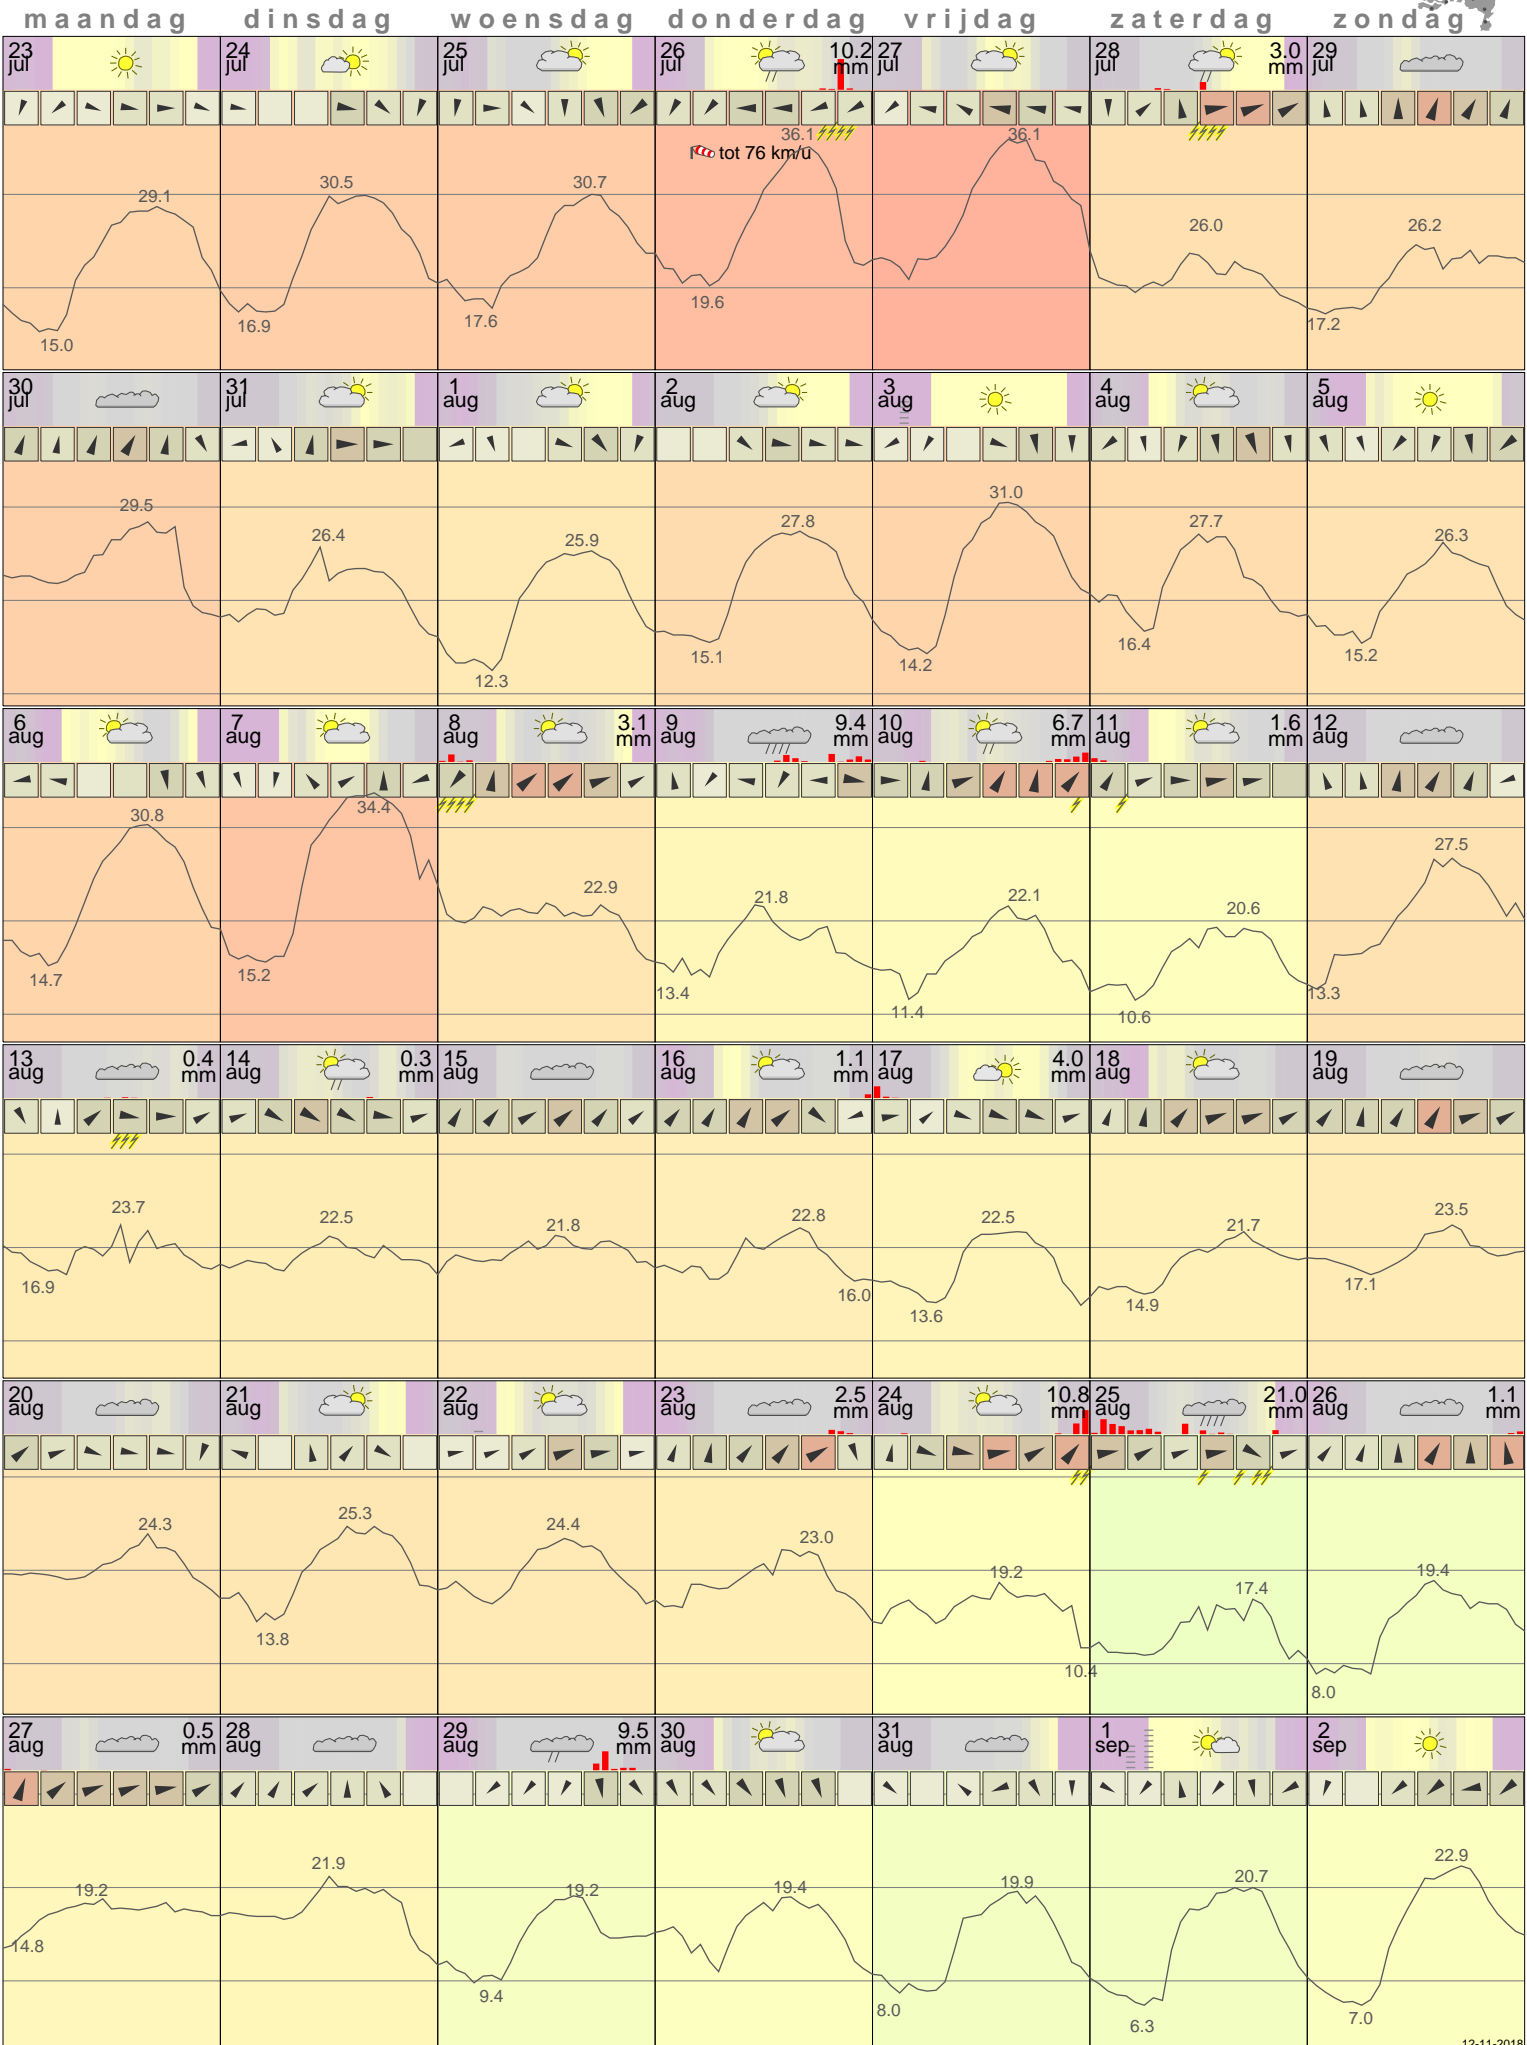 maandag dinsdag woensdag donderdag vrijdag zaterdag zondag
23 jul 24 jul 25 jul 26 jul 10.2 mm 27 jul 28 jul 3.0 mm 29 jul
36.1 36.1
tot 76 km/u
29.1 30.5 30.7
26.0 26.2
15.0 16.9 17.6 19.6 17.2
30 jul 31 jul 1 aug 2 aug 3 aug 4 aug 5 aug
29.5 26.4 25.9 27.8 31.0 27.7 26.3
12.3 15.1 14.2 16.4 15.2
6 aug 7 aug 8 aug 3.1 mm 9 aug 9.4 mm 10 aug 6.7 mm 11 aug 1.6 mm 12 aug
30.8 34.4 22.9 21.8 22.1 20.6 27.5
14.7 15.2 13.4 11.4 10.6 13.3
13 aug 0.4 mm 14 aug 0.3 mm 15 aug 16 aug 1.1 mm 17 aug 4.0 mm 18 aug 19 aug
23.7 22.5 21.8 22.8 22.5 21.7 23.5
16.9 16.0 13.6 14.9 17.1
20 aug 21 aug 22 aug 23 aug 2.5 mm 24 aug 10.8 mm 25 aug 21.0 26 aug 1.1 mm
24.3 25.3 24.4 23.0 19.2 17.4 19.4
13.8 10.4 8.0
27 aug 0.5 mm 28 aug 29 aug 9.5 mm 30 aug 31 aug 1 sep 2 sep
19.2 21.9 19.2 19.4 19.9 20.7 22.9
14.8 9.4 8.0 6.3 7.0
12-11-2018